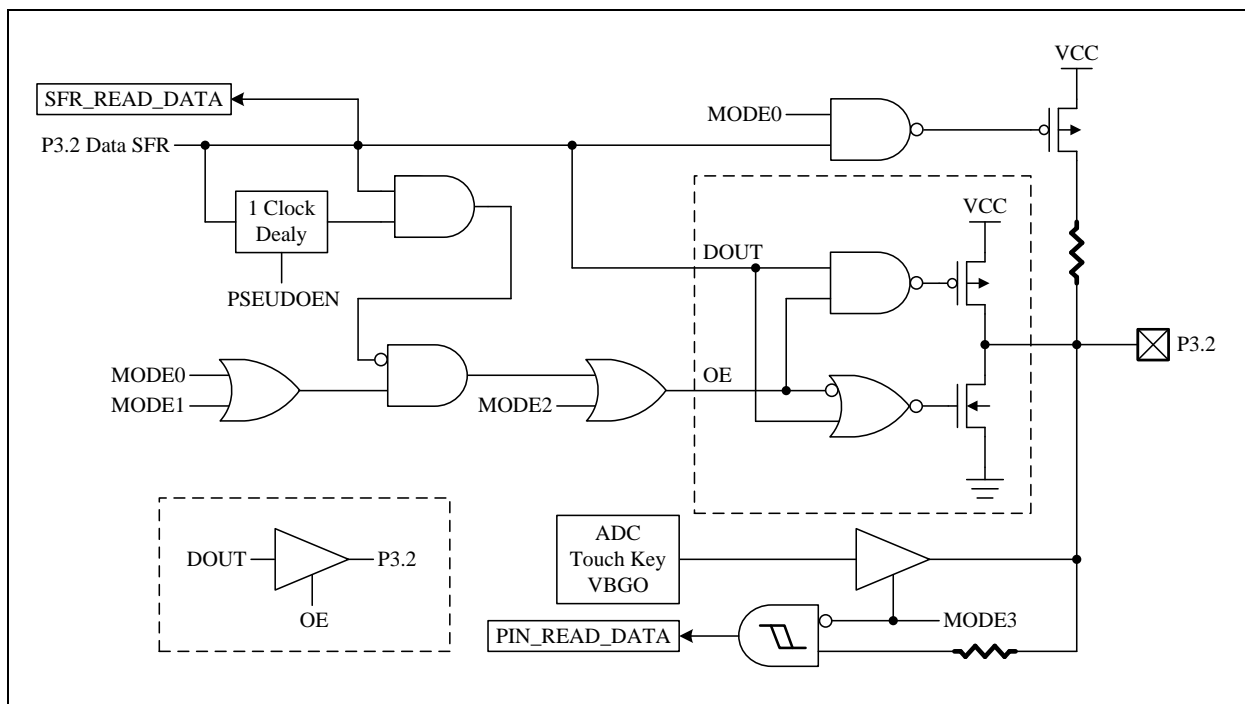 VCC
SFR_READ_DATA
MODE0
P3.2 Data SFR
1 Clock
Dealy
VCC
DOUT
PSEUDOEN
P3.2
MODE0
MODE1
MODE2
OE
ADC
Touch Key
VBGO
DOUT
P3.2
OE
MODE3
PIN_READ_DATA